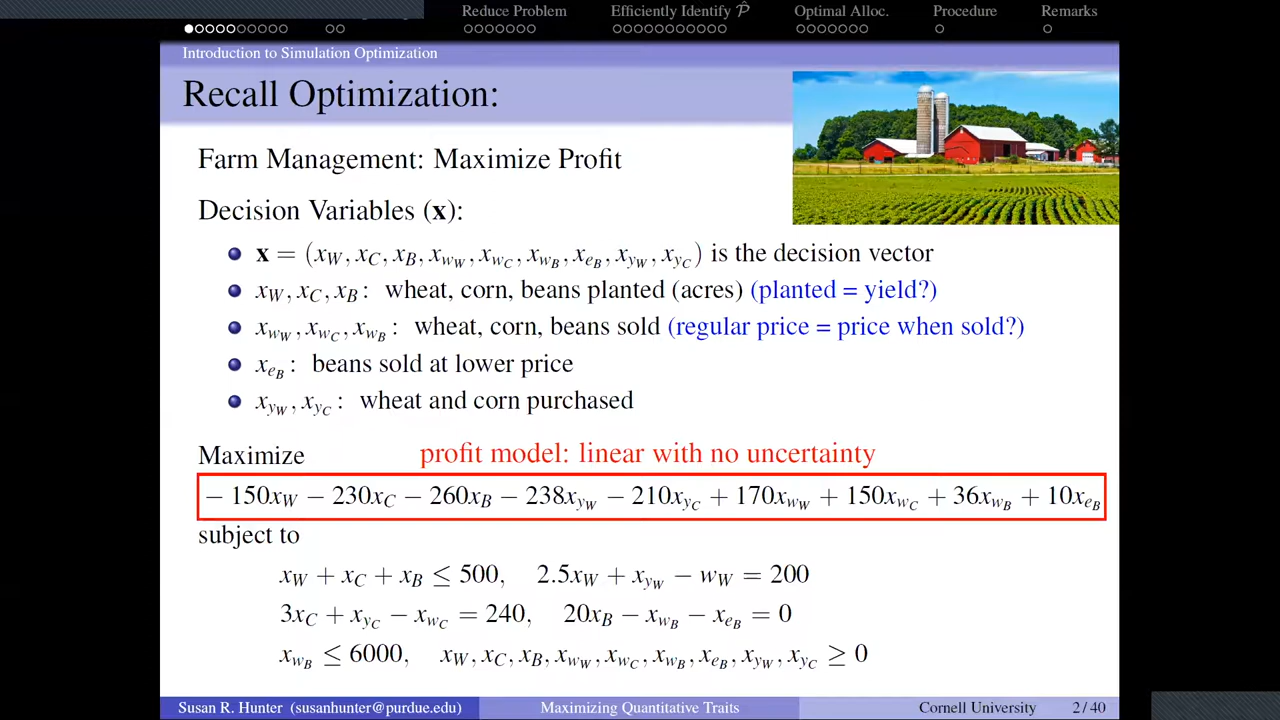 Reduce Problem Efficiently Identify P̂ Optimal Alloc. Procedure Remarks
Introduction to Simulation Optimization
Recall Optimization:
Farm Management: Maximize Profit
Decision Variables (x):
x = (x_W, x_C, x_B, x_{w_W}, x_{w_C}, x_{w_B}, x_{e_B}, x_{y_W}, x_{y_C}) is the decision vector
x_W, x_C, x_B : wheat, corn, beans planted (acres) (planted = yield?)
x_{w_W}, x_{w_C}, x_{w_B} : wheat, corn, beans sold (regular price = price when sold?)
x_{e_B} : beans sold at lower price
x_{y_W}, x_{y_C} : wheat and corn purchased
Maximize profit model: linear with no uncertainty
− 150x_W − 230x_C − 260x_B − 238x_{y_W} − 210x_{y_C} + 170x_{w_W} + 150x_{w_C} + 36x_{w_B} + 10x_{e_B}
subject to
x_W + x_C + x_B ≤ 500, 2.5x_W + x_{y_W} − w_W = 200
3x_C + x_{y_C} − x_{w_C} = 240, 20x_B − x_{w_B} − x_{e_B} = 0
x_{w_B} ≤ 6000, x_W, x_C, x_B, x_{w_W}, x_{w_C}, x_{w_B}, x_{e_B}, x_{y_W}, x_{y_C} ≥ 0
Susan R. Hunter (susanhunter@purdue.edu) Maximizing Quantitative Traits Cornell University 2 / 40